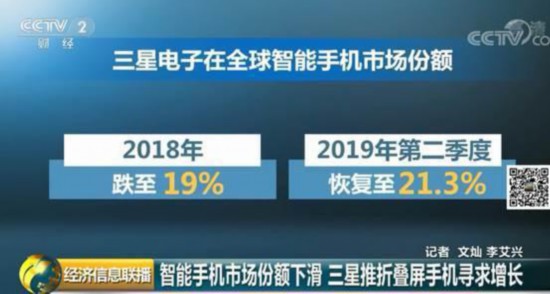 CCTV 2
财经
CCTV
三星电子在全球智能手机市场份额
2018年
跌至 19%
2019年第二季度
恢复至 21.3%
记者 文灿 李艾兴
经济信息联播
智能手机市场份额下滑 三星推折叠屏手机寻求增长